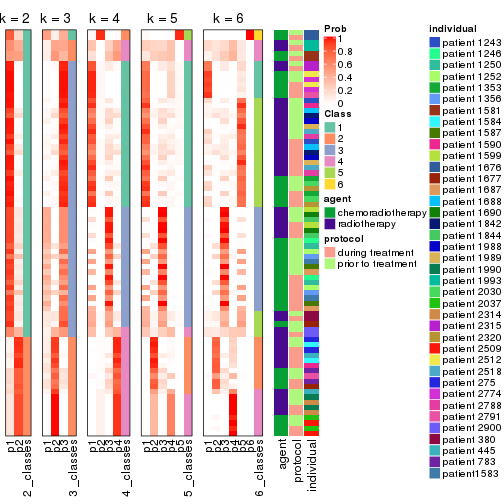 k = 2
k = 3
k = 4
k = 5
k = 6
p1
p2
2_classes
p1
p2
p3
3_classes
p1
p2
p3
p4
4_classes
p1
p2
p3
p4
p5
5_classes
p1
p2
p3
p4
p5
p6
6_classes
agent
protocol
individual
Prob
1
0.8
0.6
0.4
0.2
0
Class
1
2
3
4
5
6
agent
chemoradiotherapy
radiotherapy
protocol
during treatment
prior to treatment
individual
patient 1243
patient 1246
patient 1250
patient 1252
patient 1353
patient 1356
patient 1581
patient 1584
patient 1587
patient 1590
patient 1599
patient 1676
patient 1677
patient 1687
patient 1688
patient 1690
patient 1842
patient 1844
patient 1988
patient 1989
patient 1990
patient 1993
patient 2030
patient 2037
patient 2314
patient 2315
patient 2320
patient 2509
patient 2512
patient 2518
patient 275
patient 2774
patient 2788
patient 2791
patient 2900
patient 380
patient 445
patient 783
patient1583